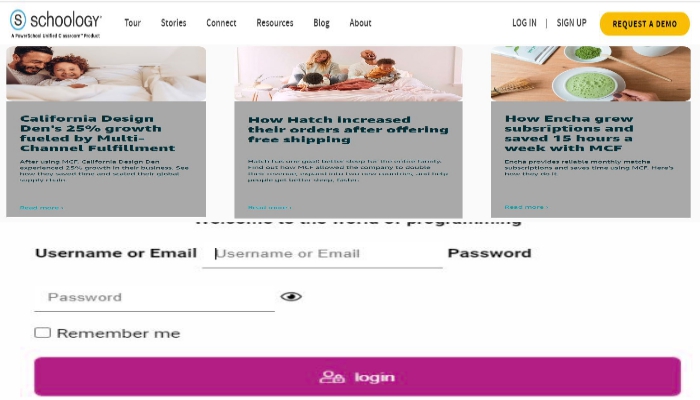 schoology®
A PowerSchool Unified Classroom™ Product
Tour Stories Connect Resources Blog About
LOG IN | SIGN UP REQUEST A DEMO
California Design
Den's 25% growth
fueled by Multi-
Channel Fulfillment
After using MCF, California Design Den
experienced 25% growth in their business. See
how they saved time and scaled their global
supply chain.
Read more ›
How Hatch increased
their orders after offering
free shipping
Hatch has one goal: better sleep for the entire family.
Find out how MCF allowed the company to double
their revenue, expand into two new countries, and help
people get better sleep, faster.
Read more ›
How Encha grew
subsriptions and
saved 15 hours a
week with MCF
Encha provides reliable monthly matcha
subscriptions and saves time using MCF. Here's
how they do it.
Read more ›
Welcome to the world of programming
Username or Email Username or Email Password
Password
Remember me
login